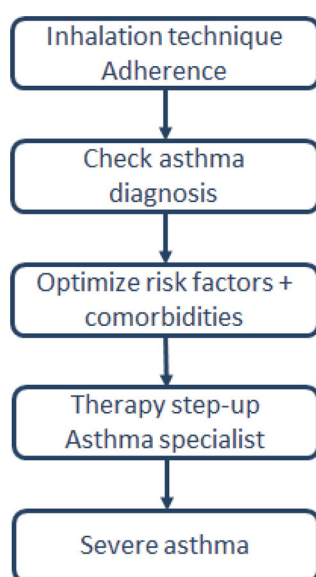 Inhalation technique
Adherence
Check asthma
diagnosis
Optimize risk factors +
comorbidities
Therapy step-up
Asthma specialist
Severe asthma